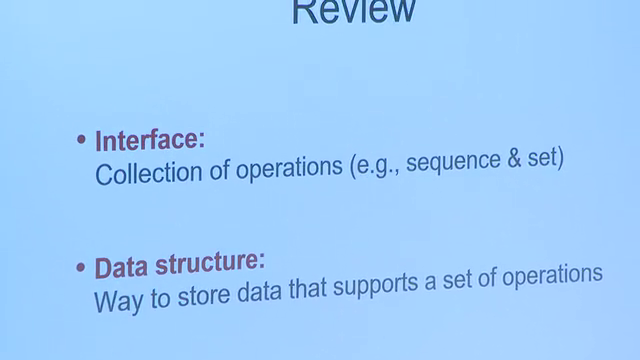 Review
• Interface:
Collection of operations (e.g., sequence & set)
• Data structure:
Way to store data that supports a set of operations